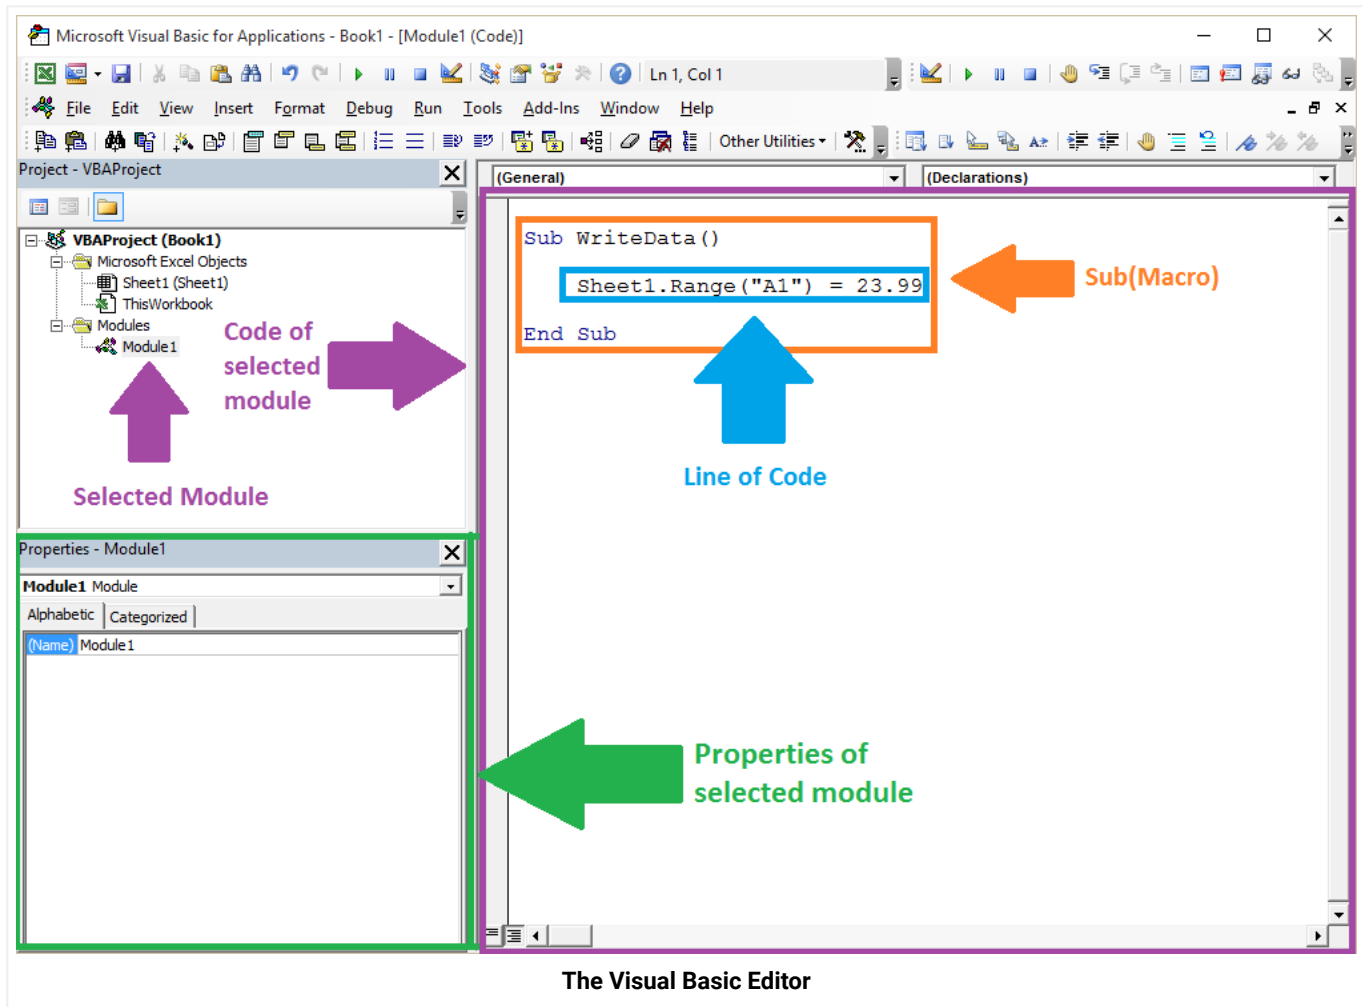 Microsoft Visual Basic for Applications - Book1 - [Module1 (Code)]
Ln 1, Col 1
File Edit View Insert Format Debug Run Tools Add-Ins Window Help
Other Utilities
Project - VBAProject
(General)
(Declarations)
VBAProject (Book1)
Microsoft Excel Objects
Sheet1 (Sheet1)
ThisWorkbook
Modules
Module1
Code of
selected
module
Selected Module
Sub WriteData()
Sheet1.Range("A1") = 23.99
End Sub
Sub(Macro)
Line of Code
Properties - Module1
Module1 Module
Alphabetic Categorized
(Name) Module1
Properties of
selected module
The Visual Basic Editor